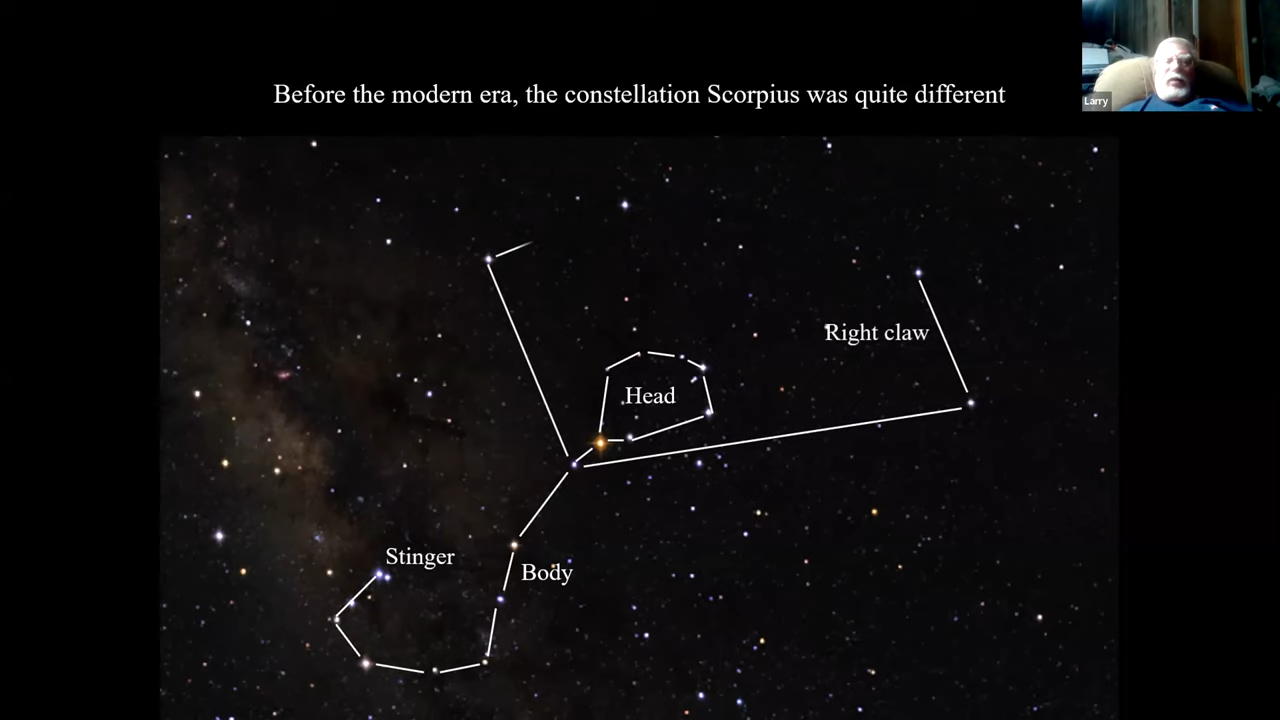 Before the modern era, the constellation Scorpius was quite different
Larry
Right claw
Head
Stinger
Body